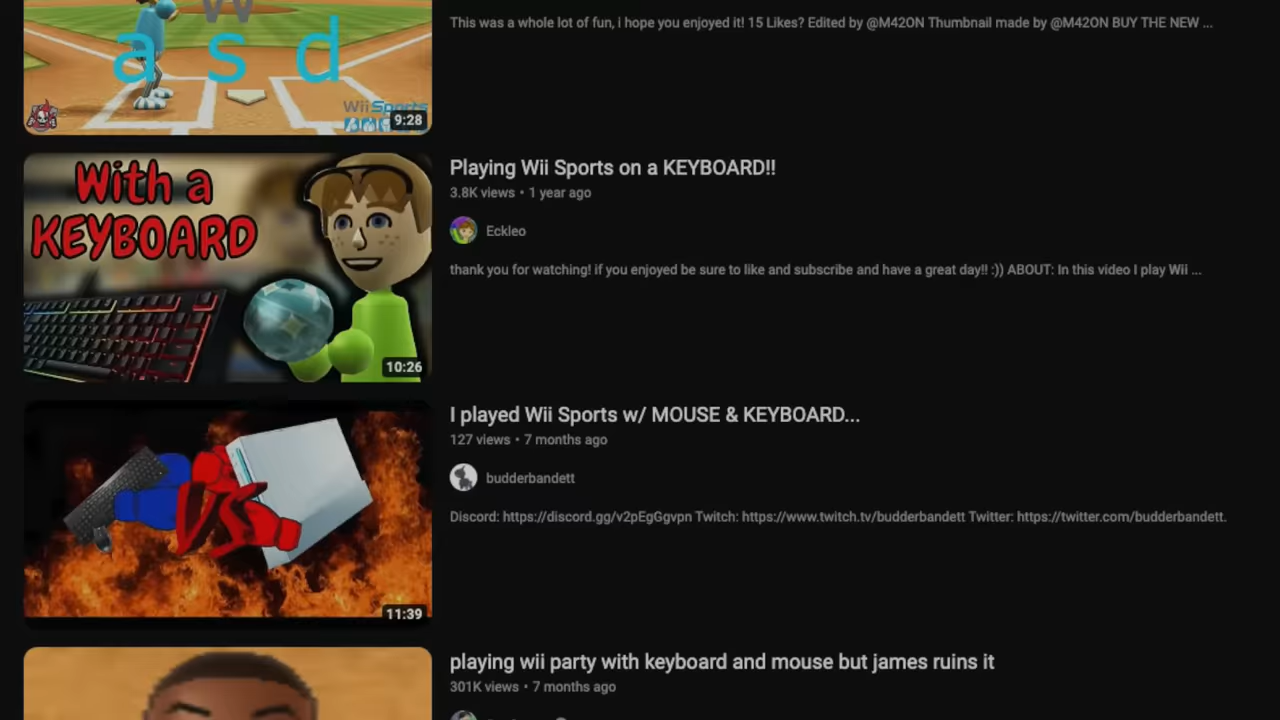 W
a s d
Wii Sports
9:28
This was a whole lot of fun, i hope you enjoyed it! 15 Likes? Edited by @M42ON Thumbnail made by @M42ON BUY THE NEW ...
With a
KEYBOARD
10:26
Playing Wii Sports on a KEYBOARD!!
3.8K views • 1 year ago
Eckleo
thank you for watching! if you enjoyed be sure to like and subscribe and have a great day!! :)) ABOUT: In this video I play Wii ...
VS
11:39
I played Wii Sports w/ MOUSE & KEYBOARD...
127 views • 7 months ago
budderbandett
Discord: https://discord.gg/v2pEgGgvpn Twitch: https://www.twitch.tv/budderbandett Twitter: https://twitter.com/budderbandett.
playing wii party with keyboard and mouse but james ruins it
301K views • 7 months ago